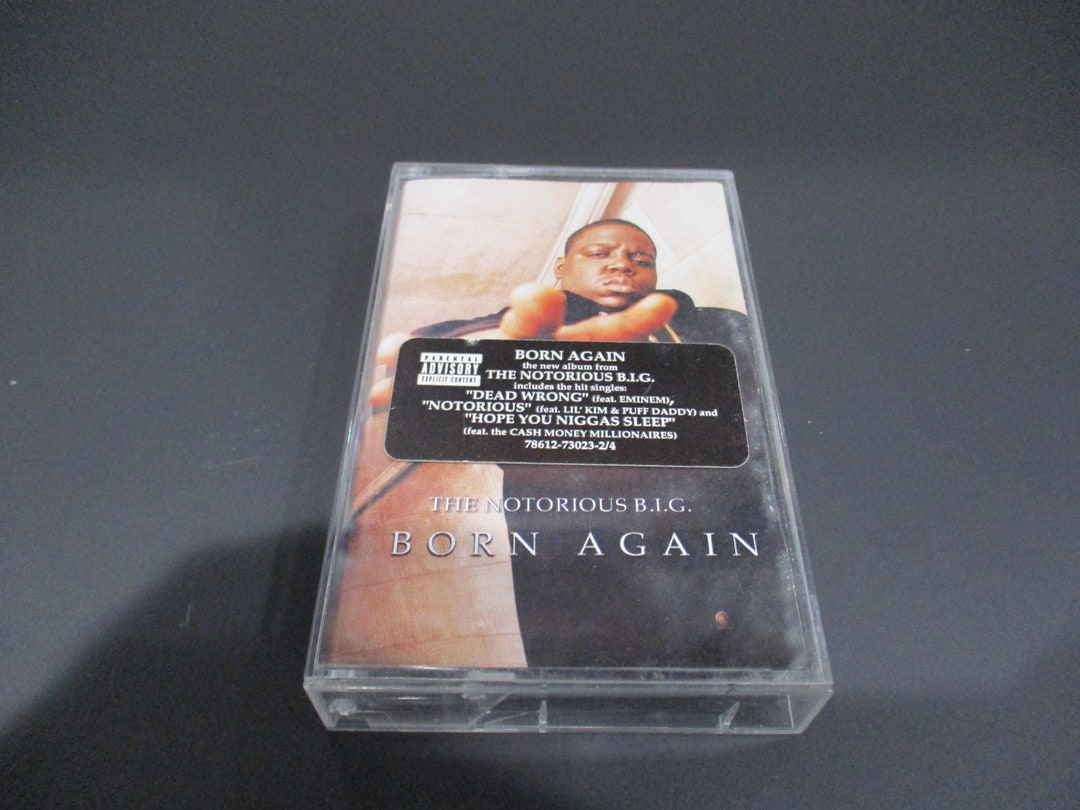 PARENTAL
ADVISORY
EXPLICIT CONTENT
BORN AGAIN
the new album from
THE NOTORIOUS B.I.G.
includes the hit singles:
"DEAD WRONG" (feat. EMINEM),
"NOTORIOUS" (feat. LIL' KIM & PUFF DADDY) and
"HOPE YOU NIGGAS SLEEP"
(feat. the CASH MONEY MILLIONAIRES)
78612-73023-2/4
THE NOTORIOUS B.I.G.
BORN AGAIN